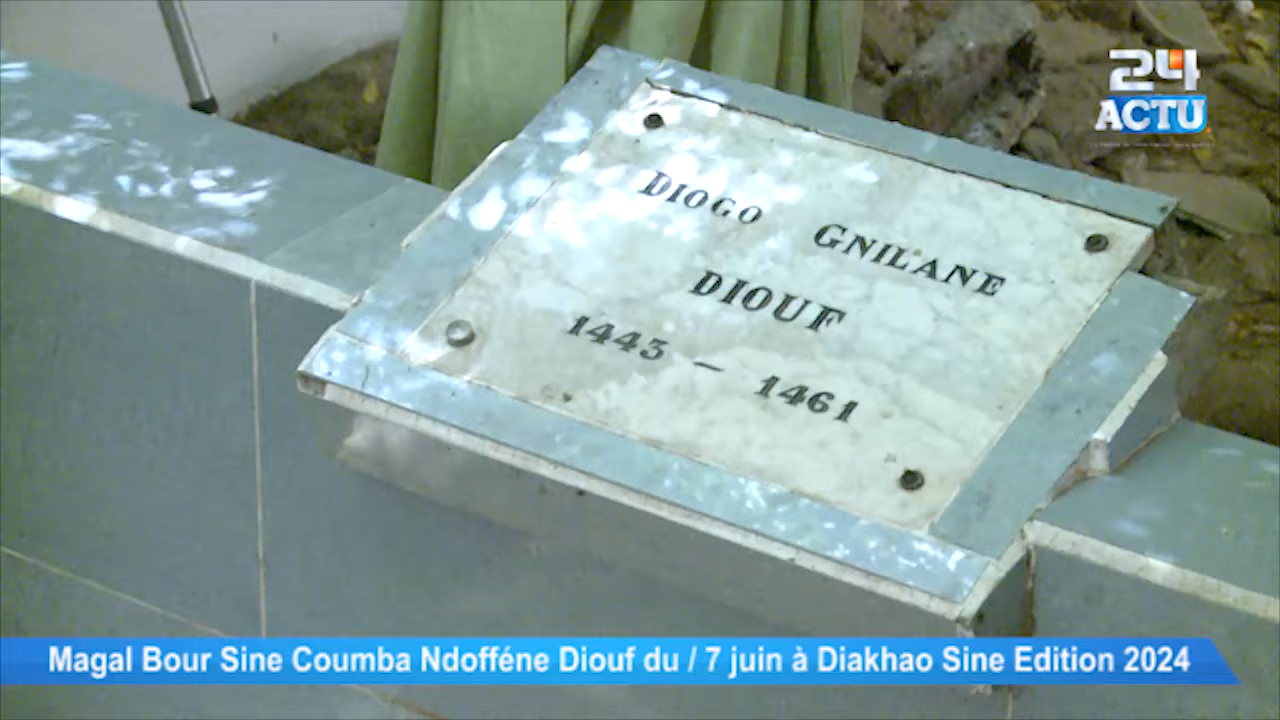 24
ACTU
DIOGO GNILANE
DIOUF
1443 – 1461
Magal Bour Sine Coumba Ndofféne Diouf du / 7 juin à Diakhao Sine Edition 2024